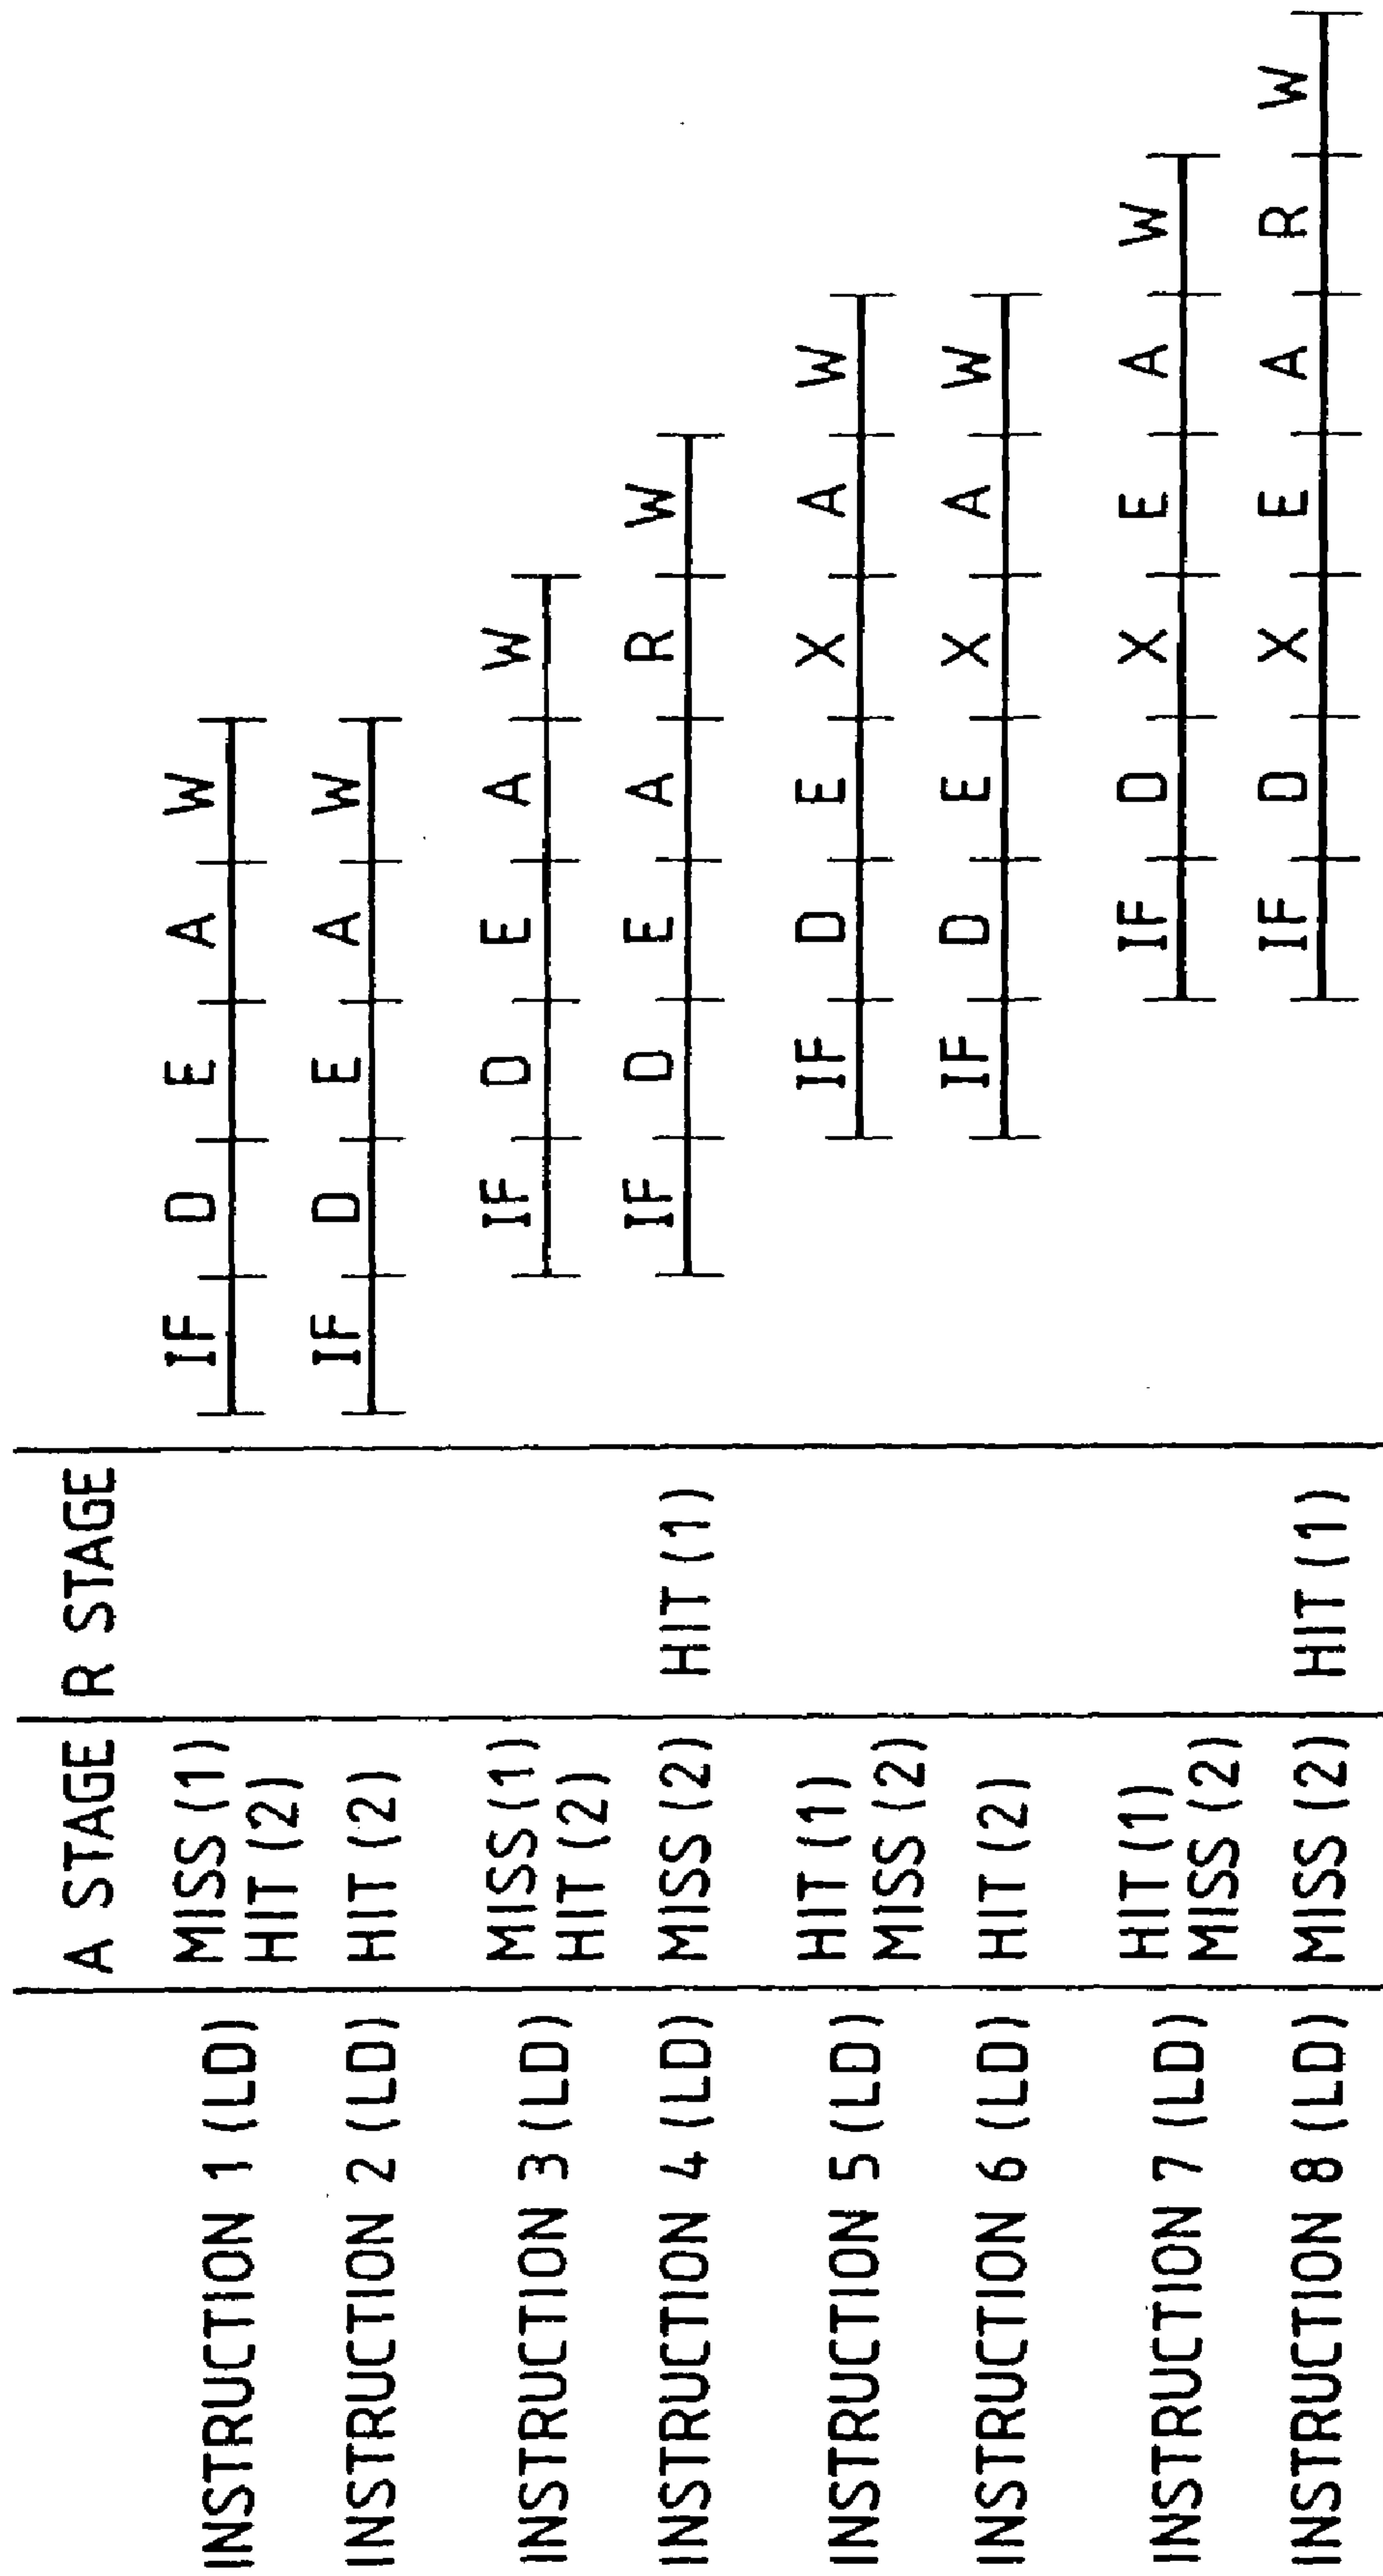 A STAGE R STAGE
INSTRUCTION 1 (LD) MISS (1) IF D E A W
HIT (2)
INSTRUCTION 2 (LD) HIT (2) IF D E A W
INSTRUCTION 3 (LD) MISS (1) IF D E A W
HIT (2)
INSTRUCTION 4 (LD) MISS (2) HIT (1) IF D E A R W
INSTRUCTION 5 (LD) HIT (1) IF D E X A W
MISS (2)
INSTRUCTION 6 (LD) HIT (2) IF D E X A W
INSTRUCTION 7 (LD) HIT (1) IF D X E A W
MISS (2)
INSTRUCTION 8 (LD) MISS (2) HIT (1) IF D X E A R W